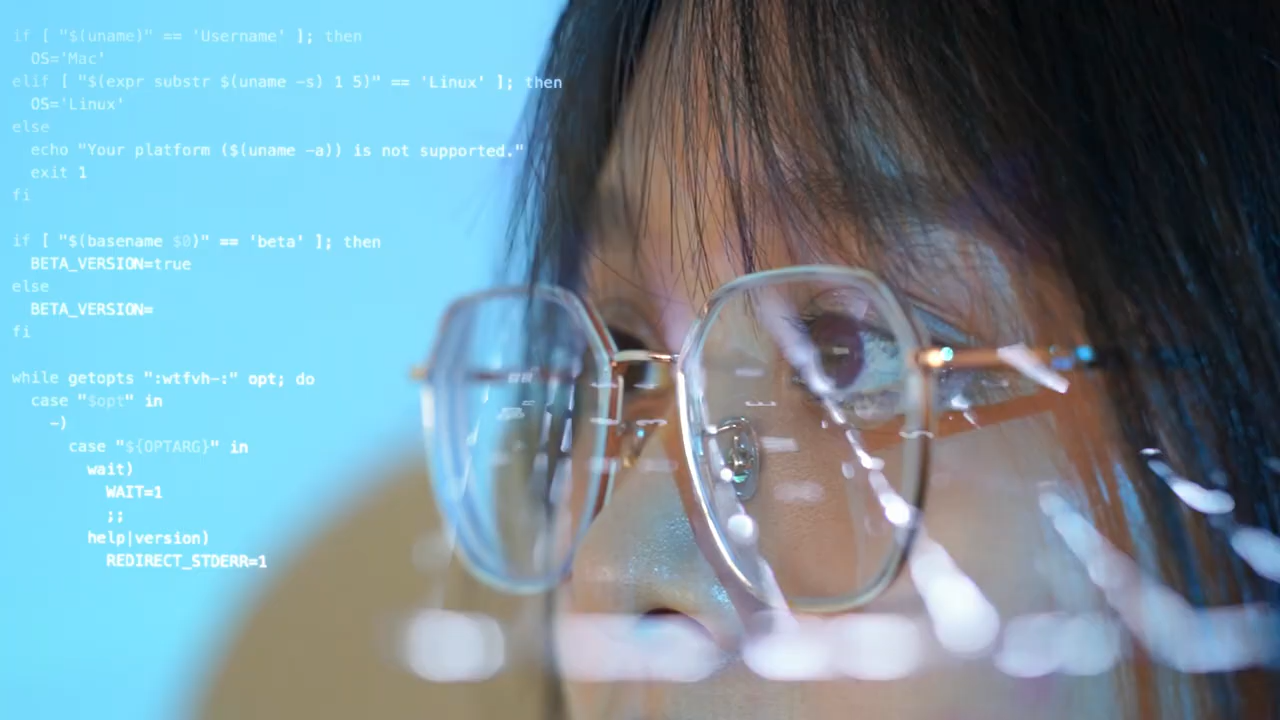 if [ "$(uname)" == 'Username' ]; then
OS='Mac'
elif [ "$(expr substr $(uname -s) 1 5)" == 'Linux' ]; then
OS='Linux'
else
echo "Your platform ($(uname -a)) is not supported."
exit 1
fi
if [ "$(basename $0)" == 'beta' ]; then
BETA_VERSION=true
else
BETA_VERSION=
fi
while getopts ":wtfvh-:" opt; do
case "$opt" in
-)
case "${OPTARG}" in
wait)
WAIT=1
;;
help|version)
REDIRECT_STDERR=1